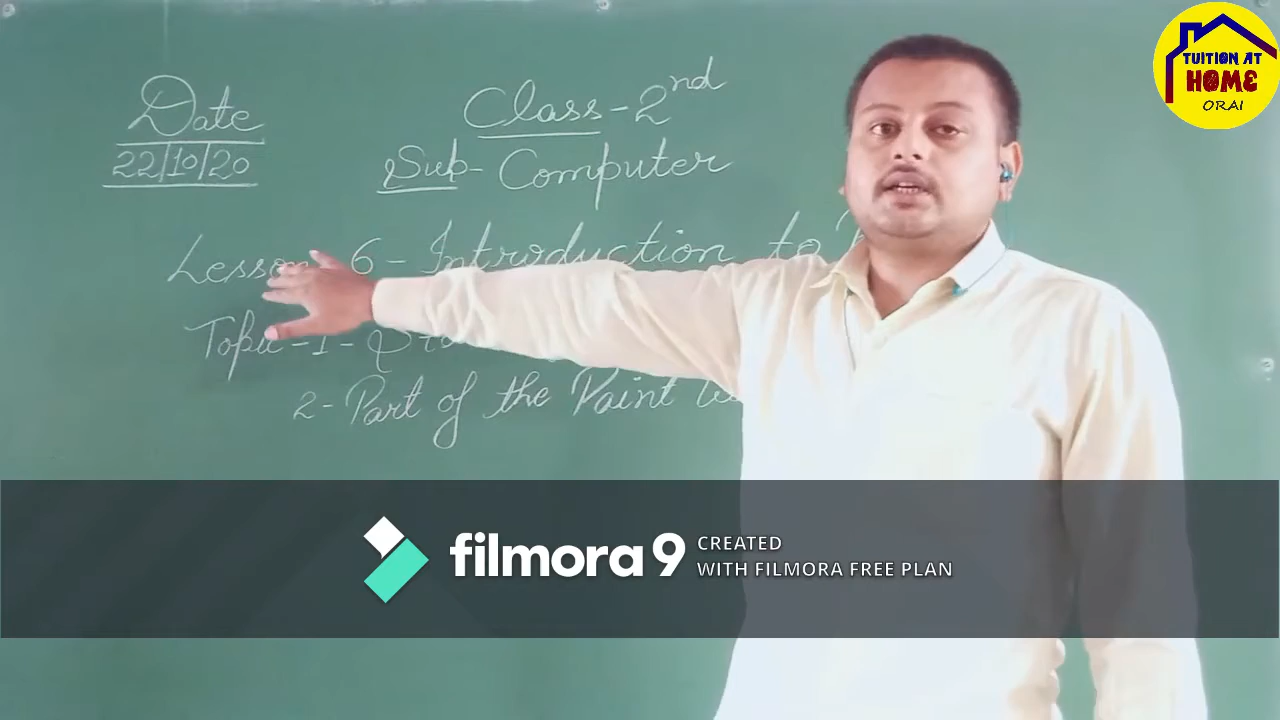 Date
22/10/20
Class-2nd
Sub- Computer
Lesson 6- Introduction to
Topic-1-
2- Part of the Paint
TUITION AT
HOME
ORAI
filmora 9
CREATED
WITH FILMORA FREE PLAN